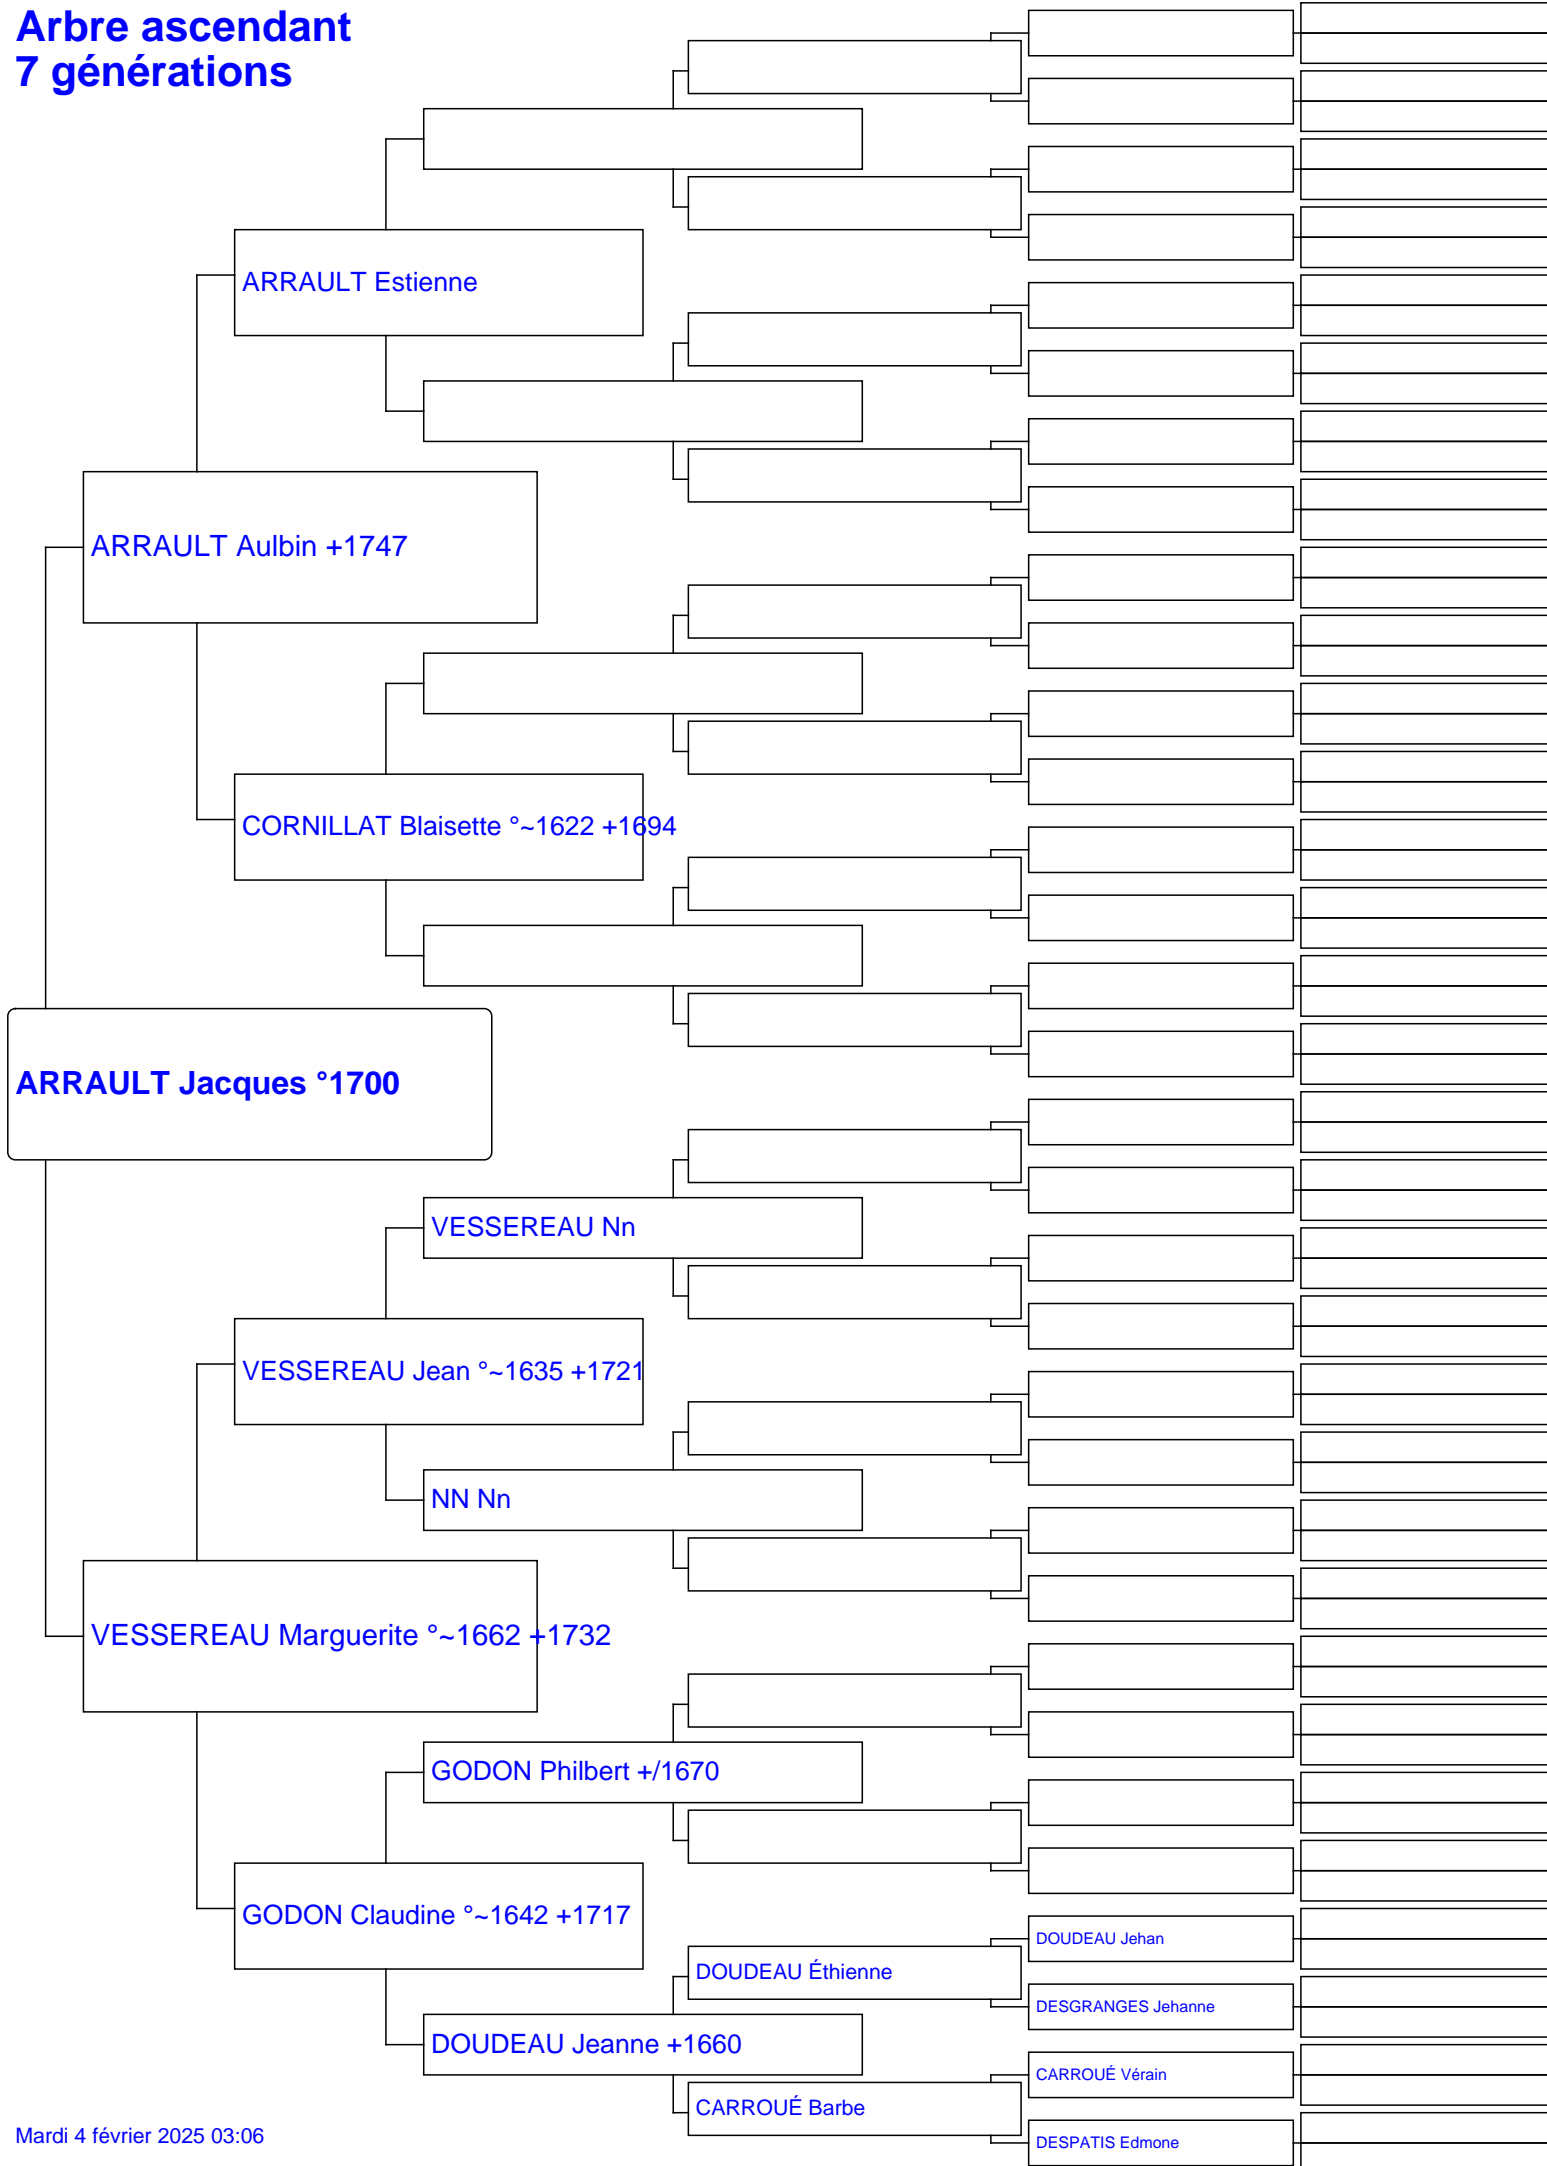 Arbre ascendant
7 générations
ARRAULT Estienne
ARRAULT Aulbin +1747
CORNILLAT Blaisette °~1622 +1694
ARRAULT Jacques °1700
VESSEREAU Nn
VESSEREAU Jean °~1635 +1721
NN Nn
VESSEREAU Marguerite °~1662 +1732
GODON Philbert +/1670
GODON Claudine °~1642 +1717
DOUDEAU Jehan
DOUDEAU Éthienne
DESGRANGES Jehanne
DOUDEAU Jeanne +1660
CARROUÉ Vérain
CARROUÉ Barbe
DESPATIS Edmone
Mardi 4 février 2025 03:06